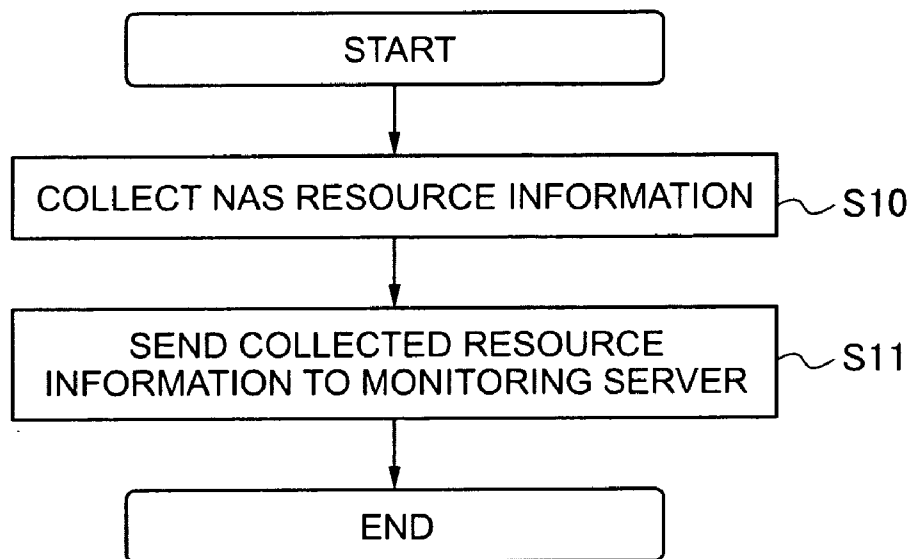 START
COLLECT NAS RESOURCE INFORMATION
S10
SEND COLLECTED RESOURCE
INFORMATION TO MONITORING SERVER
S11
END